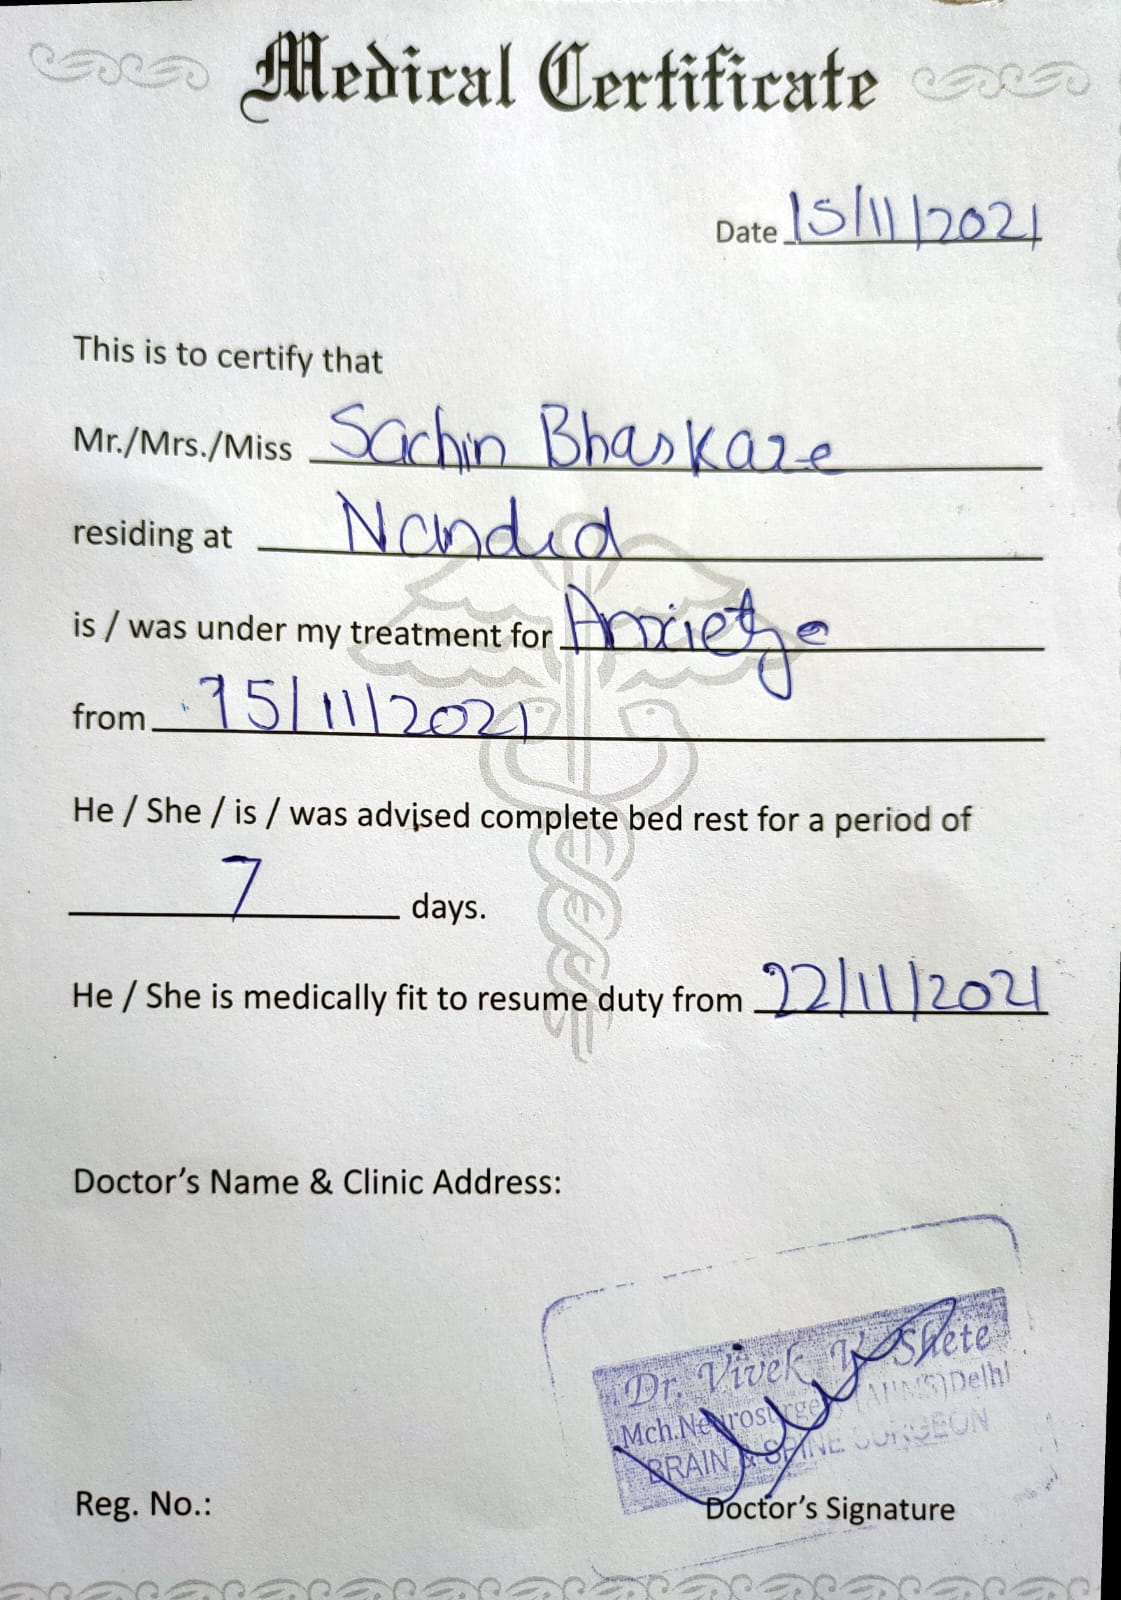 Medical Certificate
Date 15/11/2021
This is to certify that
Mr./Mrs./Miss Sachin Bhaskare
residing at Nanded
is / was under my treatment for Anxiety
from 15/11/2021
He / She / is / was advised complete bed rest for a period of
7 days.
He / She is medically fit to resume duty from 22/11/2021
Doctor's Name & Clinic Address:
Dr. Vivek Y. Shete
Mch.Neurosurgery (AIIMS) Delhi
BRAIN & SPINE SURGEON
Reg. No.: Doctor's Signature